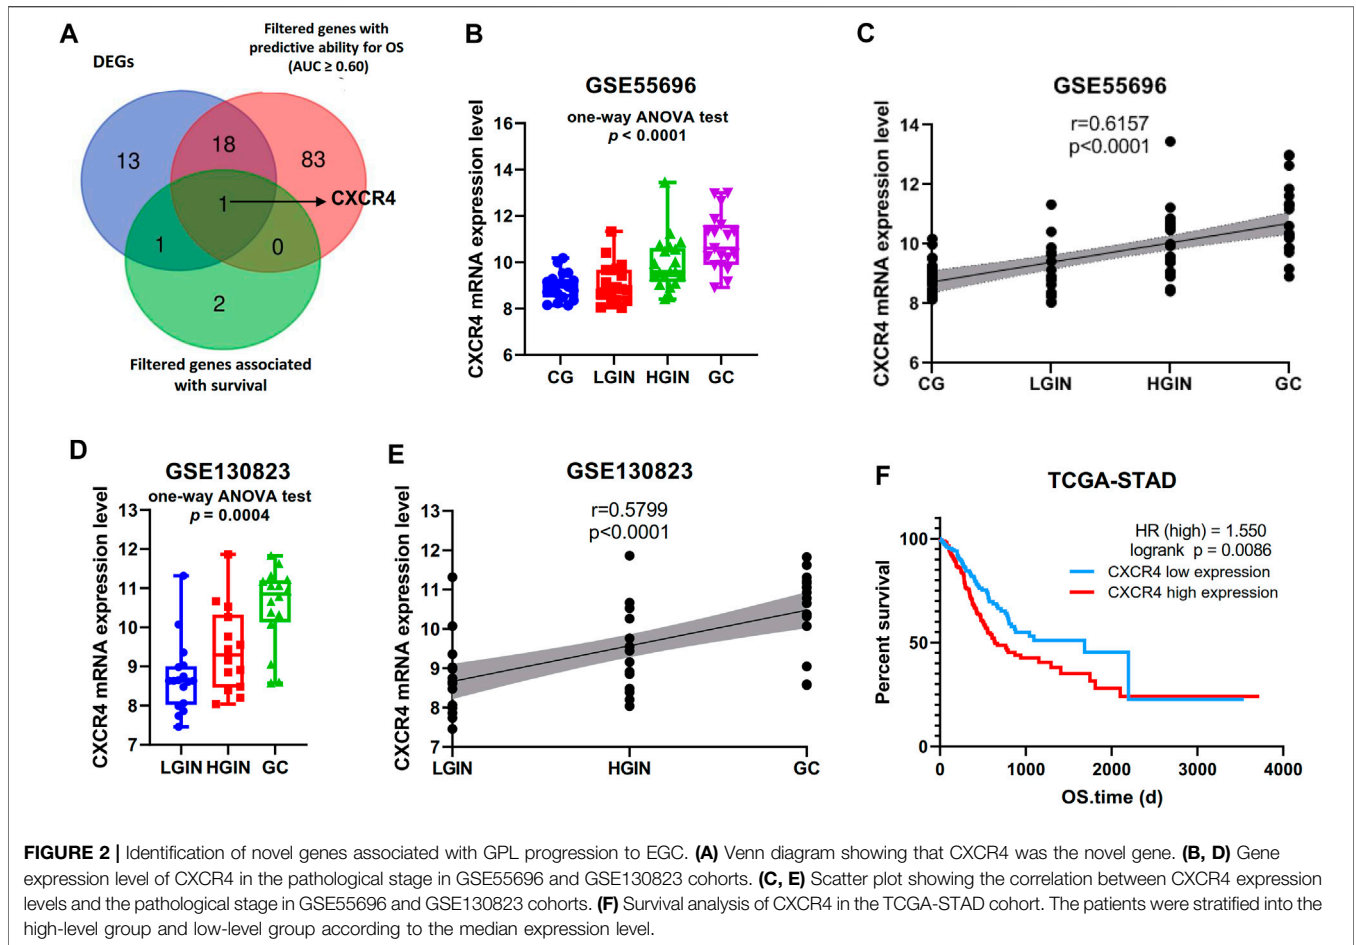 A
DEGs
Filtered genes with
predictive ability for OS
(AUC ≥ 0.60)
13
18
83
1
CXCR4
1
0
2
Filtered genes associated
with survival
B
GSE55696
one-way ANOVA test
p < 0.0001
CXCR4 mRNA expression level
16
14
12
10
8
6
CG LGIN HGIN GC
C
GSE55696
r=0.6157
p<0.0001
CXCR4 mRNA expression level
14
12
10
8
6
CG LGIN HGIN GC
D
GSE130823
one-way ANOVA test
p = 0.0004
CXCR4 mRNA expression level
13
12
11
10
9
8
7
LGIN HGIN GC
E
GSE130823
r=0.5799
p<0.0001
CXCR4 mRNA expression level
13
12
11
10
9
8
7
LGIN HGIN GC
F
TCGA-STAD
HR (high) = 1.550
logrank p = 0.0086
CXCR4 low expression
CXCR4 high expression
Percent survival
100
50
0
0 1000 2000 3000 4000
OS.time (d)
FIGURE 2 | Identification of novel genes associated with GPL progression to EGC. (A) Venn diagram showing that CXCR4 was the novel gene. (B, D) Gene
expression level of CXCR4 in the pathological stage in GSE55696 and GSE130823 cohorts. (C, E) Scatter plot showing the correlation between CXCR4 expression
levels and the pathological stage in GSE55696 and GSE130823 cohorts. (F) Survival analysis of CXCR4 in the TCGA-STAD cohort. The patients were stratified into the
high-level group and low-level group according to the median expression level.